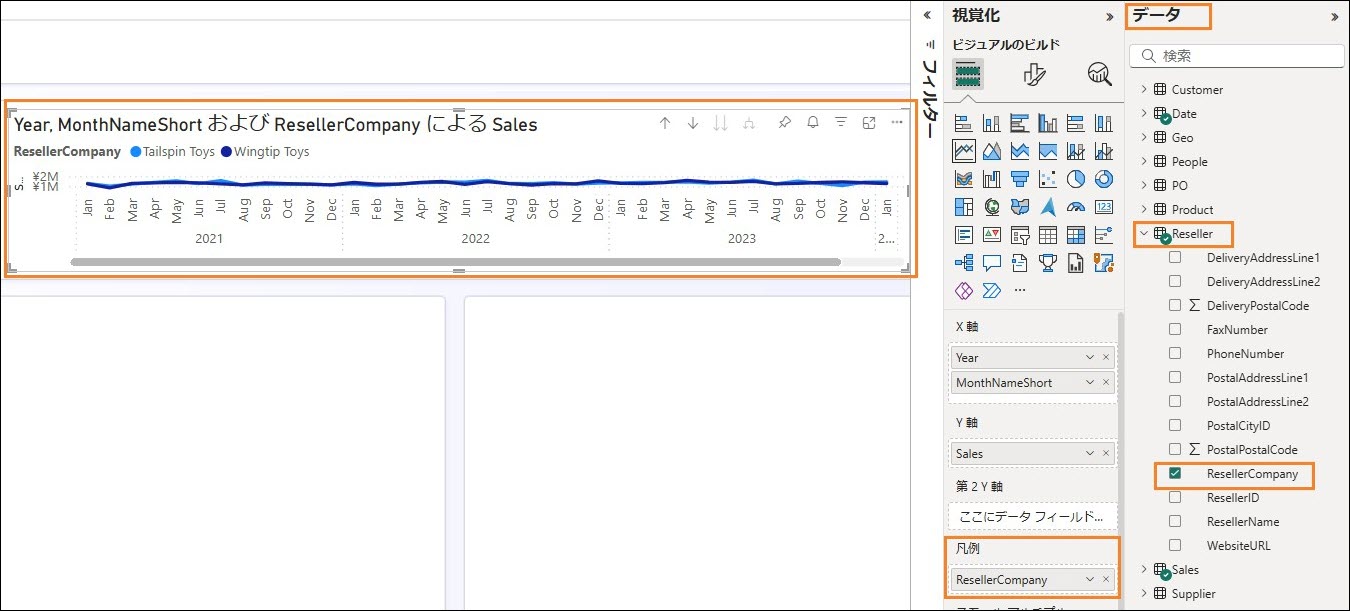 Year, MonthNameShort および ResellerCompany による Sales
ResellerCompany Tailspin Toys Wingtip Toys
S..
¥2M
¥1M
Jan Feb Mar Apr May Jun Jul Aug Sep Oct Nov Dec Jan Feb Mar Apr May Jun Jul Aug Sep Oct Nov Dec Jan Feb Mar Apr May Jun Jul Aug Sep Oct Nov Dec Jan
2021 2022 2023 2...
フィルター
視覚化
ビジュアルのビルド
123
X 軸
Year
MonthNameShort
Y 軸
Sales
第 2 Y 軸
ここにデータ フィールド...
凡例
ResellerCompany
データ
検索
Customer
Date
Geo
People
PO
Product
Reseller
DeliveryAddressLine1
DeliveryAddressLine2
DeliveryPostalCode
FaxNumber
PhoneNumber
PostalAddressLine1
PostalAddressLine2
PostalCityID
PostalPostalCode
ResellerCompany
ResellerID
ResellerName
WebsiteURL
Sales
Supplier